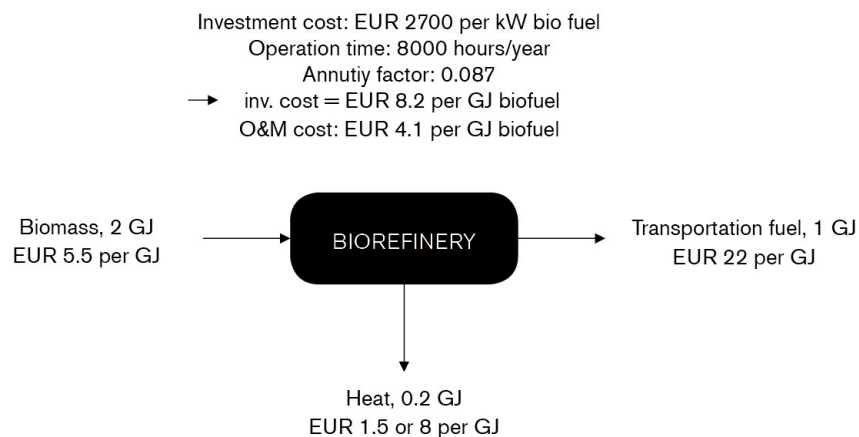 Investment cost: EUR 2700 per kW bio fuel
Operation time: 8000 hours/year
Annutiy factor: 0.087
inv. cost = EUR 8.2 per GJ biofuel
O&M cost: EUR 4.1 per GJ biofuel
Biomass, 2 GJ
EUR 5.5 per GJ
BIOREFINERY
Transportation fuel, 1 GJ
EUR 22 per GJ
Heat, 0.2 GJ
EUR 1.5 or 8 per GJ